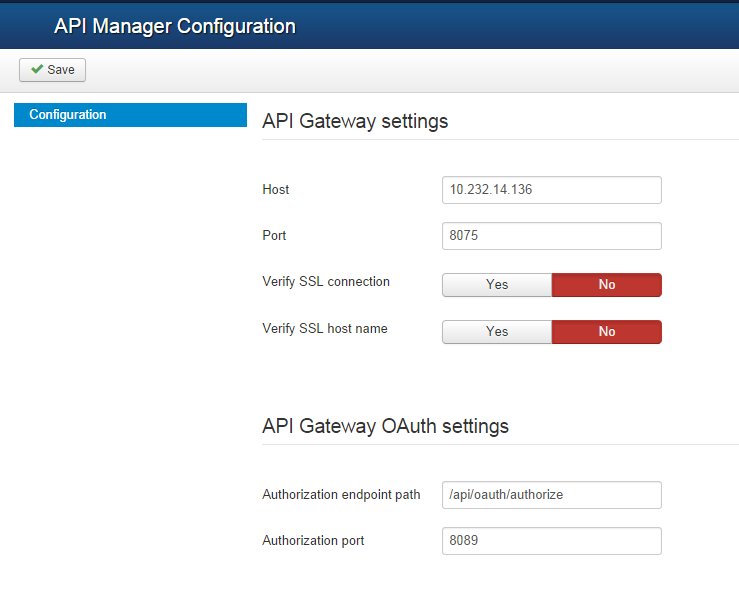 API Manager Configuration
Save
Configuration
API Gateway settings
Host 10.232.14.136
Port 8075
Verify SSL connection Yes No
Verify SSL host name Yes No
API Gateway OAuth settings
Authorization endpoint path /api/oauth/authorize
Authorization port 8089